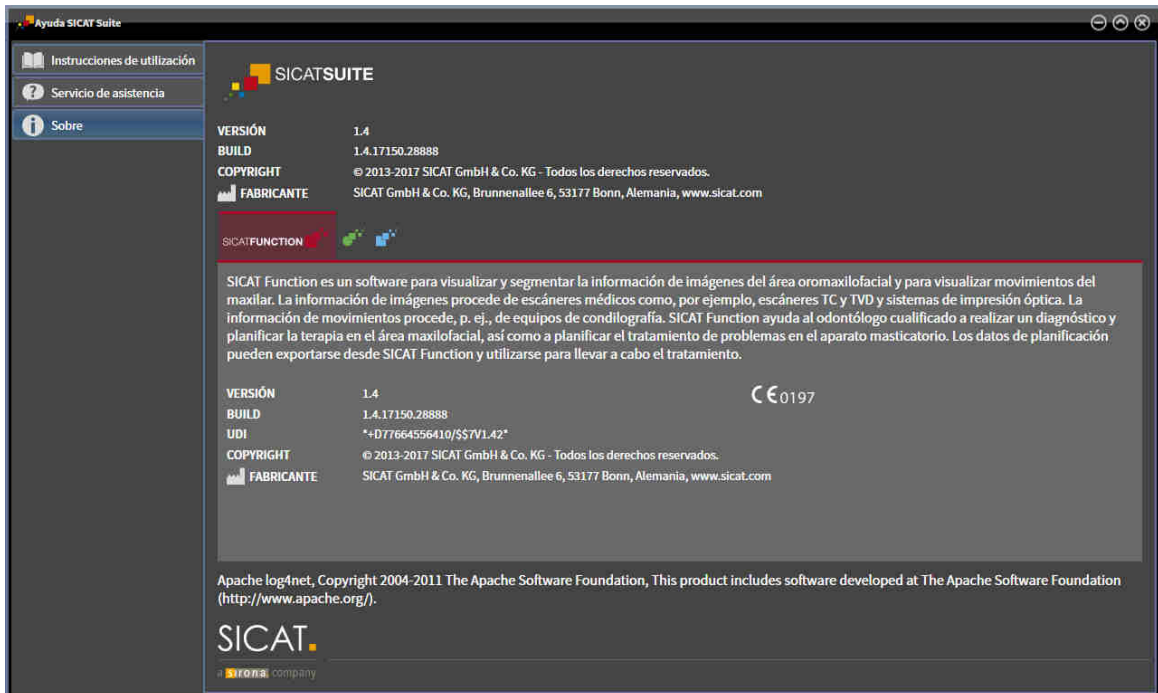 Ayuda SICAT Suite
Instrucciones de utilización
Servicio de asistencia
Sobre
SICATSUITE
VERSIÓN 1.4
BUILD 1.4.17150.28888
COPYRIGHT © 2013-2017 SICAT GmbH & Co. KG - Todos los derechos reservados.
FABRICANTE SICAT GmbH & Co. KG, Brunnenallee 6, 53177 Bonn, Alemania, www.sicat.com
SICATFUNCTION
SICAT Function es un software para visualizar y segmentar la información de imágenes del área oromaxilofacial y para visualizar movimientos del
maxilar. La información de imágenes procede de escáneres médicos como, por ejemplo, escáneres TC y TVD y sistemas de impresión óptica. La
información de movimientos procede, p. ej., de equipos de condilografía. SICAT Function ayuda al odontólogo cualificado a realizar un diagnóstico y
planificar la terapia en el área maxilofacial, así como a planificar el tratamiento de problemas en el aparato masticatorio. Los datos de planificación
pueden exportarse desde SICAT Function y utilizarse para llevar a cabo el tratamiento.
VERSIÓN 1.4 CE0197
BUILD 1.4.17150.28888
UDI *+D77664556410/$$7V1.42*
COPYRIGHT © 2013-2017 SICAT GmbH & Co. KG - Todos los derechos reservados.
FABRICANTE SICAT GmbH & Co. KG, Brunnenallee 6, 53177 Bonn, Alemania, www.sicat.com
Apache log4net, Copyright 2004-2011 The Apache Software Foundation, This product includes software developed at The Apache Software Foundation
(http://www.apache.org/).
SICAT.
a sirona company